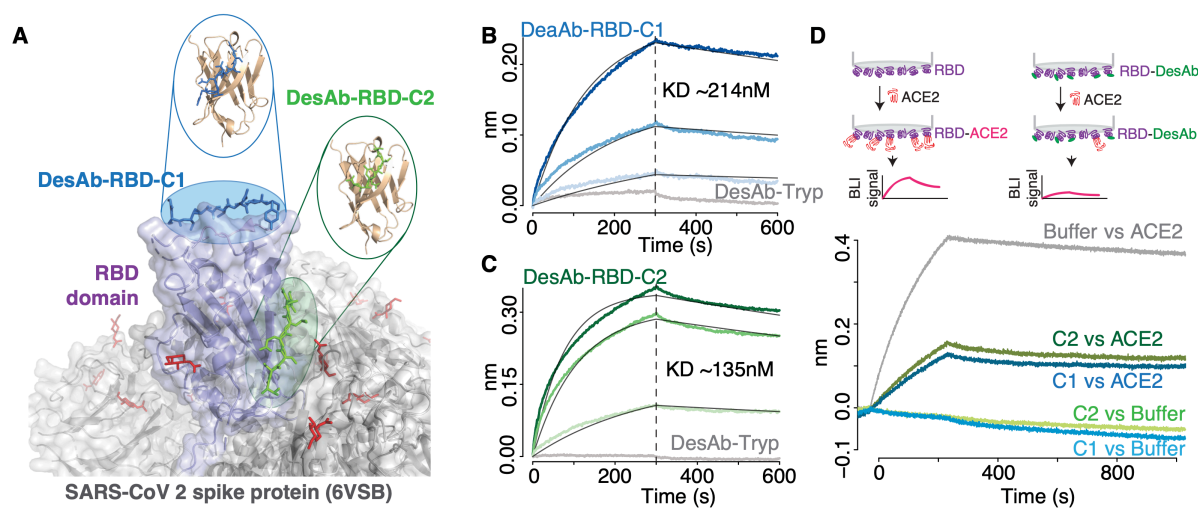 A
DesAb-RBD-C2
DesAb-RBD-C1
RBD
domain
SARS-CoV 2 spike protein (6VSB)
B
DeaAb-RBD-C1
KD ~214nM
DesAb-Tryp
nm
0.00
0.10
0.20
0
200
400
600
Time (s)
C
DesAb-RBD-C2
KD ~135nM
DesAb-Tryp
nm
0.00
0.15
0.30
0
200
400
600
Time (s)
D
RBD
ACE2
RBD-ACE2
BLI
signal
RBD-DesAb
ACE2
RBD-DesAb
BLI
signal
Buffer vs ACE2
C2 vs ACE2
C1 vs ACE2
C2 vs Buffer
C1 vs Buffer
nm
0.4
0.2
0.0
−0.1
0
400
800
Time (s)